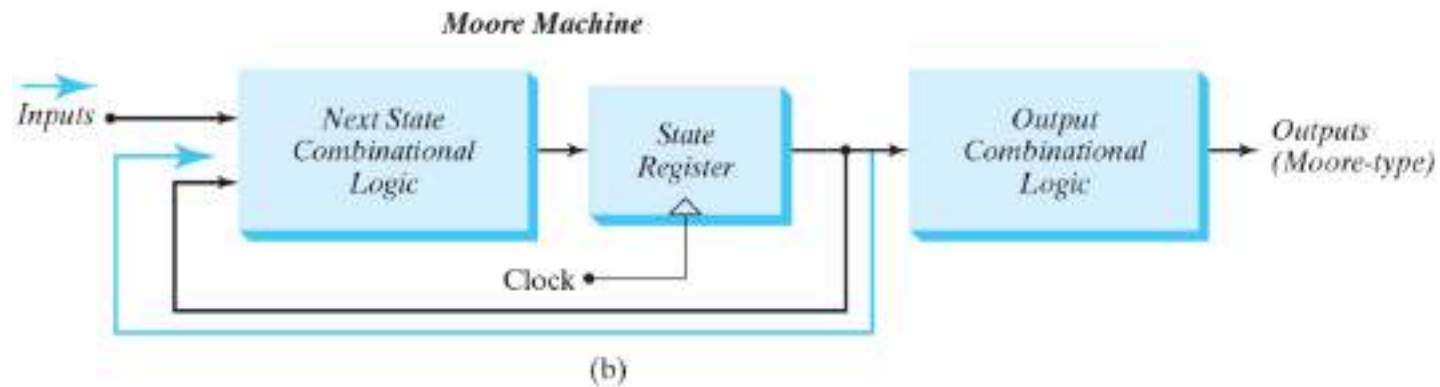 Moore Machine
Inputs
Next State
Combinational
Logic
State
Register
Output
Combinational
Logic
Outputs
(Moore-type)
Clock
(b)